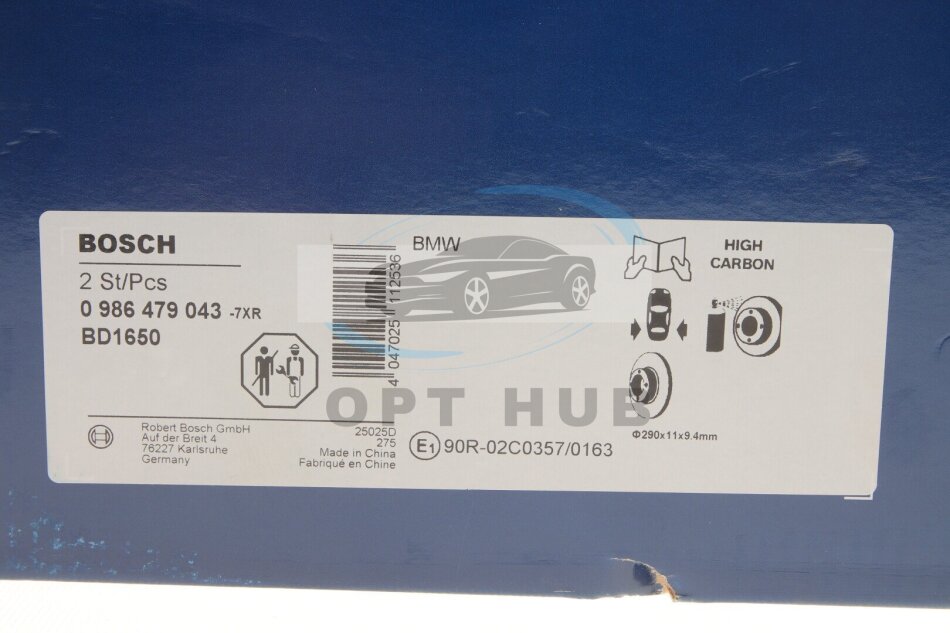 BOSCH
2 St/Pcs
0 986 479 043 -7XR
BD1650
4 047025 112536
BMW
HIGH
CARBON
Φ290x11x9.4mm
Robert Bosch GmbH
Auf der Breit 4
76227 Karlsruhe
Germany
25025D
275
Made in China
Fabriqué en Chine
E1 90R-02C0357/0163
OPT HUB